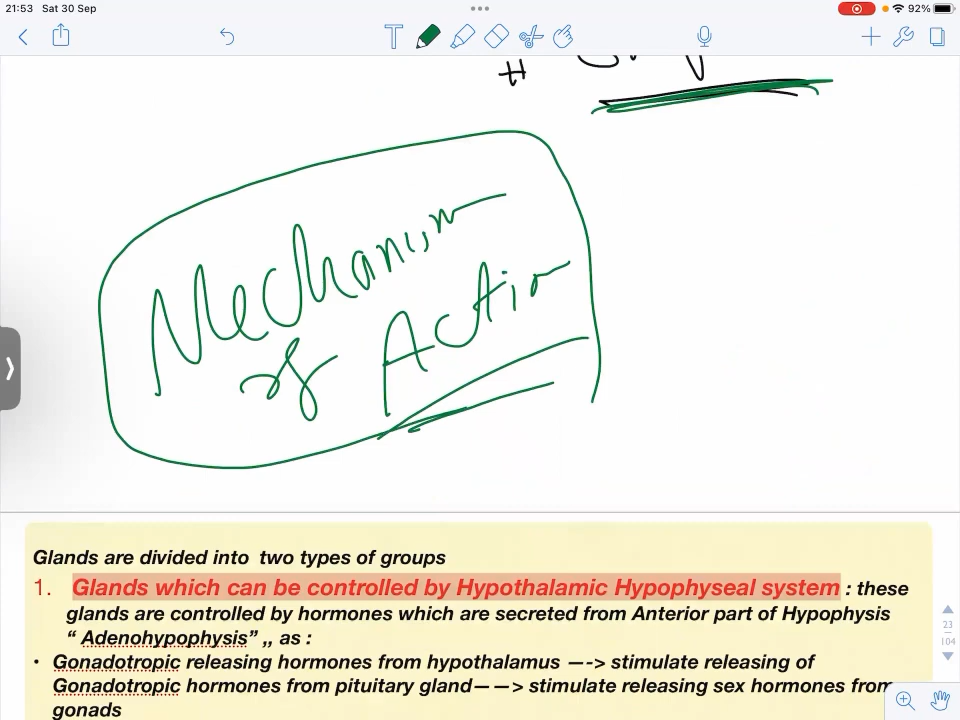 21:53 Sat 30 Sep
92%
T
#
Mechanism
of Action
Glands are divided into two types of groups
1. Glands which can be controlled by Hypothalamic Hypophyseal system : these
glands are controlled by hormones which are secreted from Anterior part of Hypophysis
“ Adenohypophysis” ,, as :
• Gonadotropic releasing hormones from hypothalamus —-> stimulate releasing of
Gonadotropic hormones from pituitary gland——> stimulate releasing sex hormones from
gonads
23
104